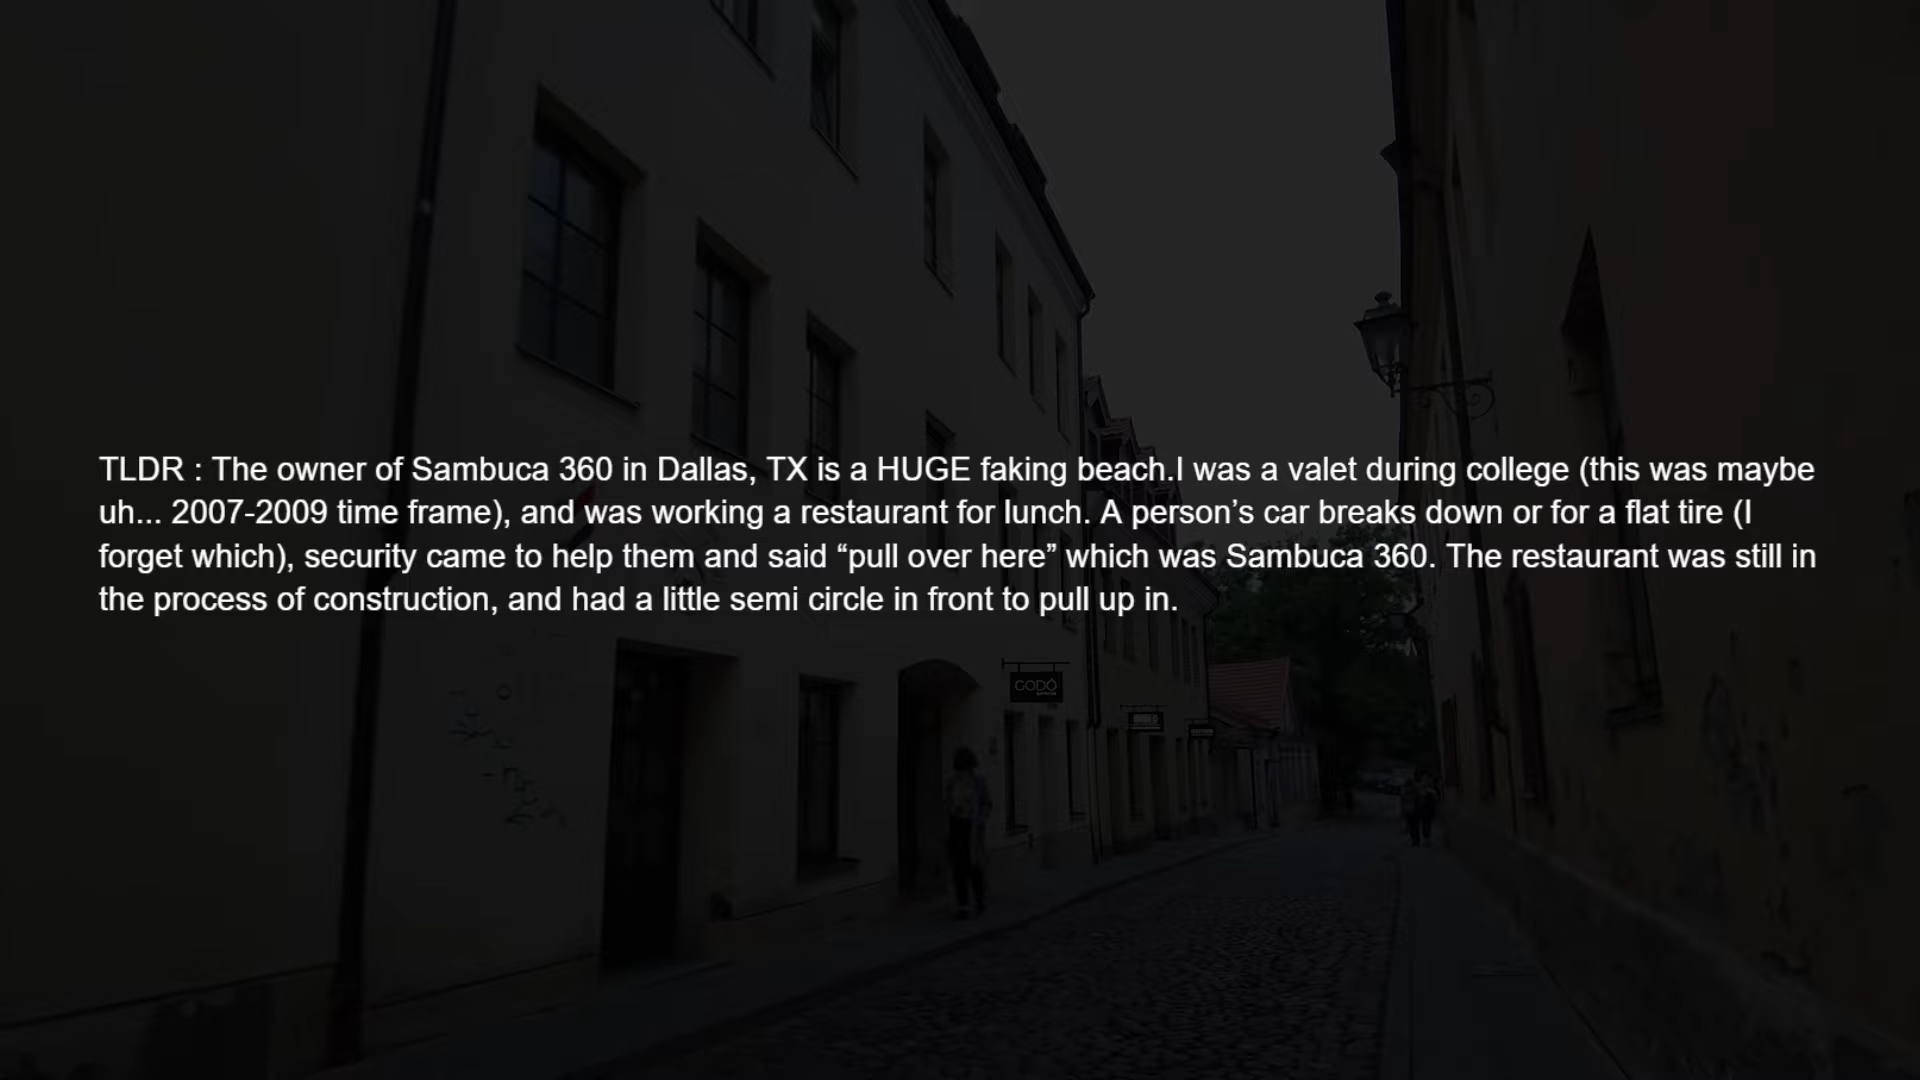 TLDR : The owner of Sambuca 360 in Dallas, TX is a HUGE faking beach.I was a valet during college (this was maybe
uh... 2007-2009 time frame), and was working a restaurant for lunch. A person’s car breaks down or for a flat tire (I
forget which), security came to help them and said “pull over here” which was Sambuca 360. The restaurant was still in
the process of construction, and had a little semi circle in front to pull up in.
GODÓ